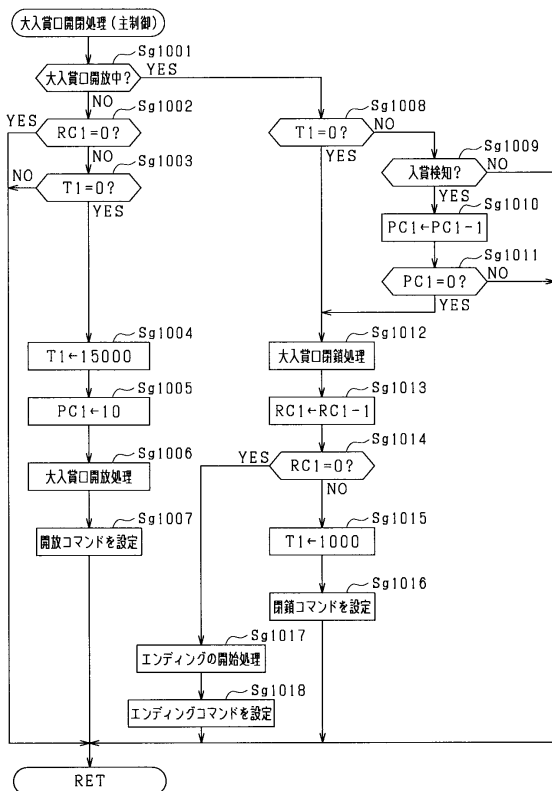 大入賞口開閉処理(主制御)
Sg1001
大入賞口開放中?
YES
NO
Sg1002
YES
RC1=0?
NO
Sg1003
NO
T1=0?
YES
Sg1004
T1←15000
Sg1005
PC1←10
Sg1006
大入賞口開放処理
Sg1007
開放コマンドを設定
Sg1008
T1=0?
NO
YES
Sg1009
入賞検知?
NO
YES
Sg1010
PC1←PC1-1
Sg1011
PC1=0?
NO
YES
Sg1012
大入賞口閉鎖処理
Sg1013
RC1←RC1-1
Sg1014
YES
RC1=0?
NO
Sg1015
T1←1000
Sg1016
閉鎖コマンドを設定
Sg1017
エンディングの開始処理
Sg1018
エンディングコマンドを設定
RET